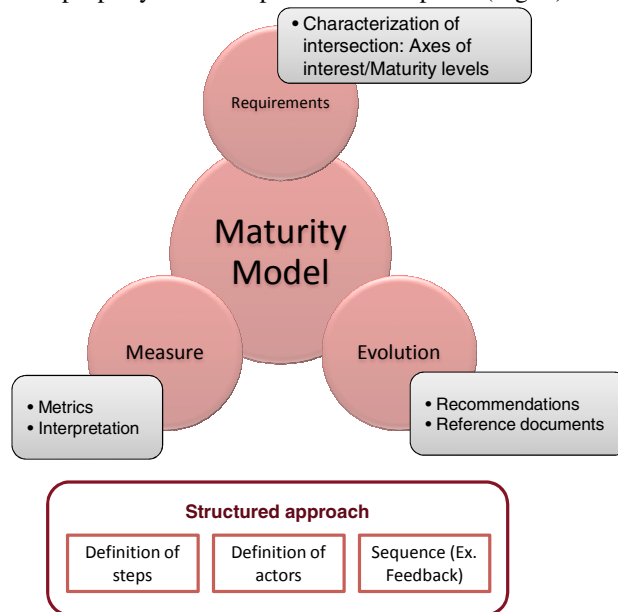 • Characterization of
intersection: Axes of
interest/Maturity levels
Requirements
Maturity
Model
Measure
Evolution
• Metrics
• Interpretation
• Recommendations
• Reference documents
Structured approach
Definition of
steps
Definition of
actors
Sequence (Ex.
Feedback)